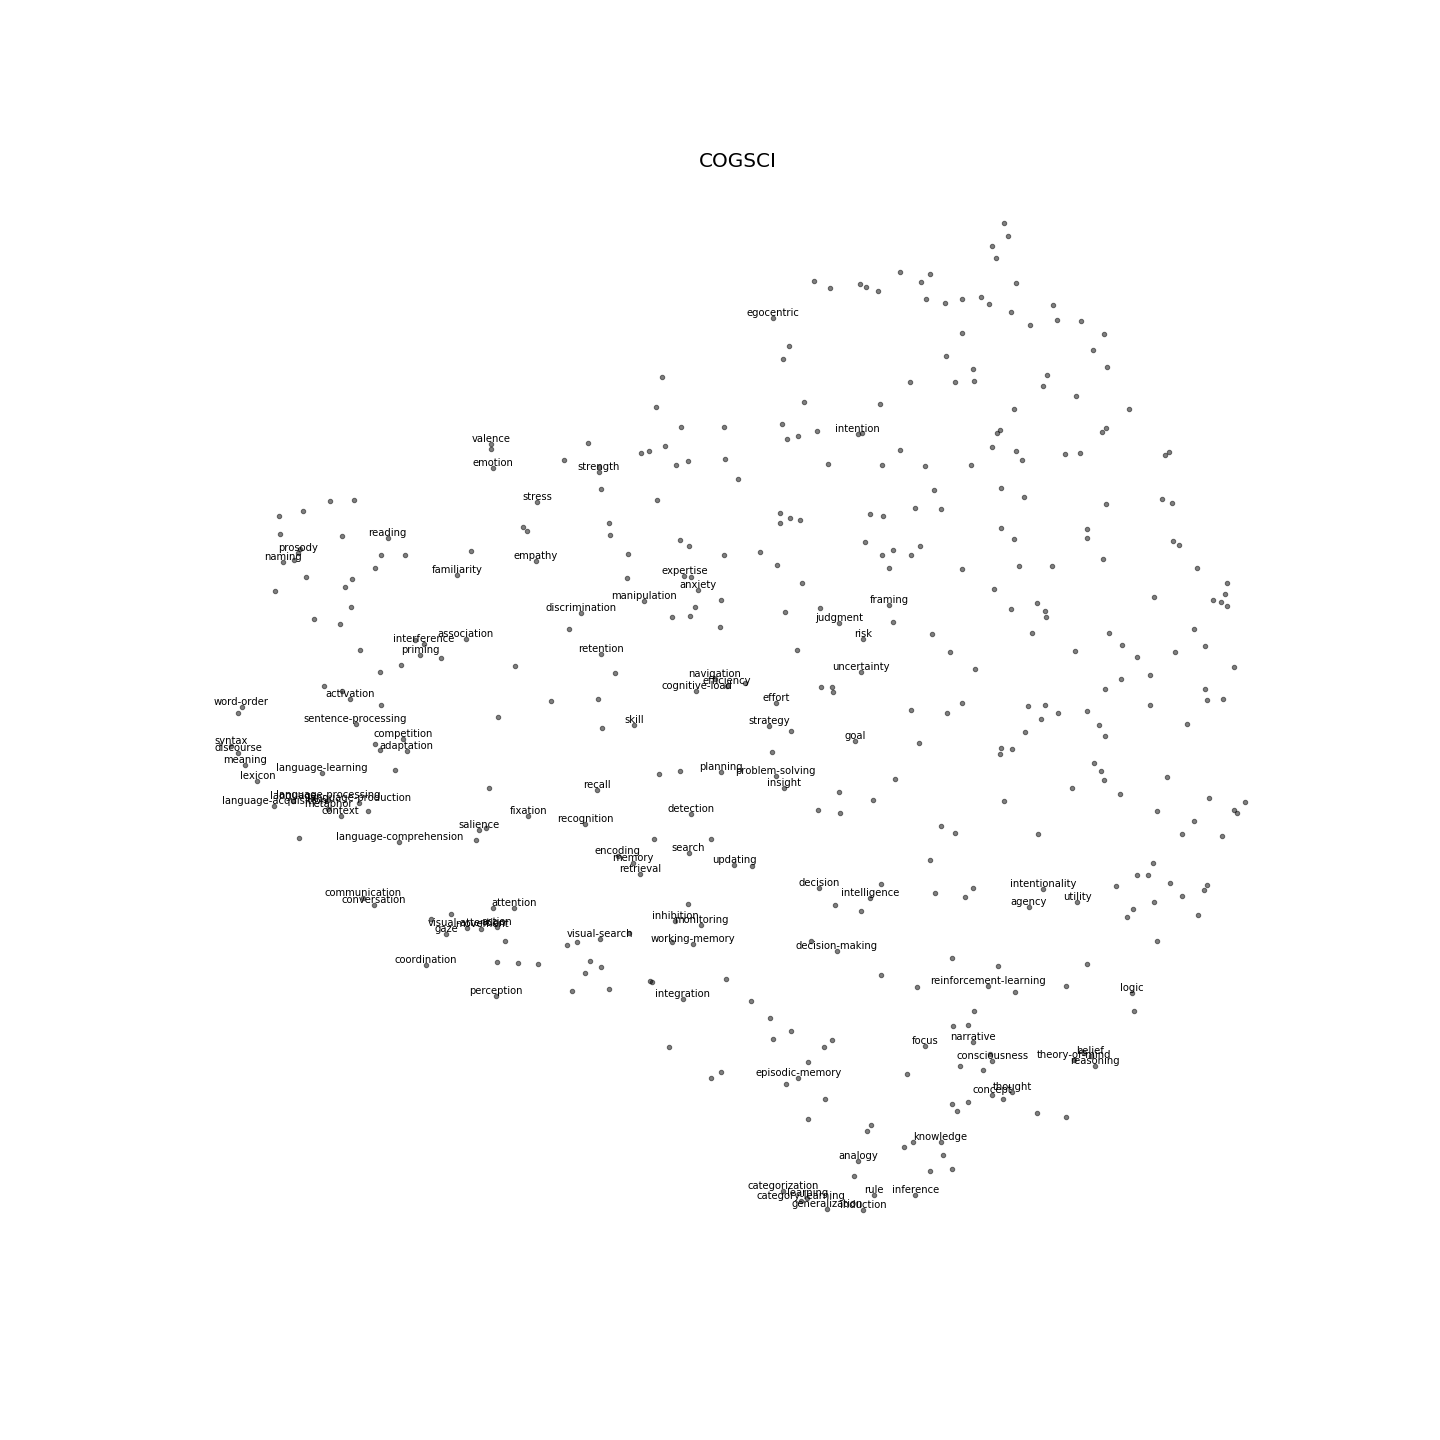 COGSCI
egocentric
intention
valence
emotion
strength
stress
reading
prosody
naming
empathy
familiarity
expertise
anxiety
manipulation
framing
discrimination
judgment
association
interference
risk
priming
retention
uncertainty
navigation
efficiency
cognitive-load
activation
effort
word-order
sentence-processing
skill
strategy
competition
goal
syntax
adaptation
discourse
meaning
language-learning
planning
problem-solving
lexicon
insight
recall
language-processing
language-production
language-acquisition
metaphor
context
detection
fixation
recognition
salience
language-comprehension
search
encoding
memory
updating
retrieval
decision
intentionality
communication
intelligence
utility
conversation
attention
agency
inhibition
monitoring
visual-attention
movement
gaze
visual-search
working-memory
decision-making
coordination
reinforcement-learning
logic
perception
integration
focus
narrative
belief
consciousness
theory-of-mind
reasoning
episodic-memory
thought
concept
knowledge
analogy
categorization
learning
rule
inference
category-learning
generalization
induction